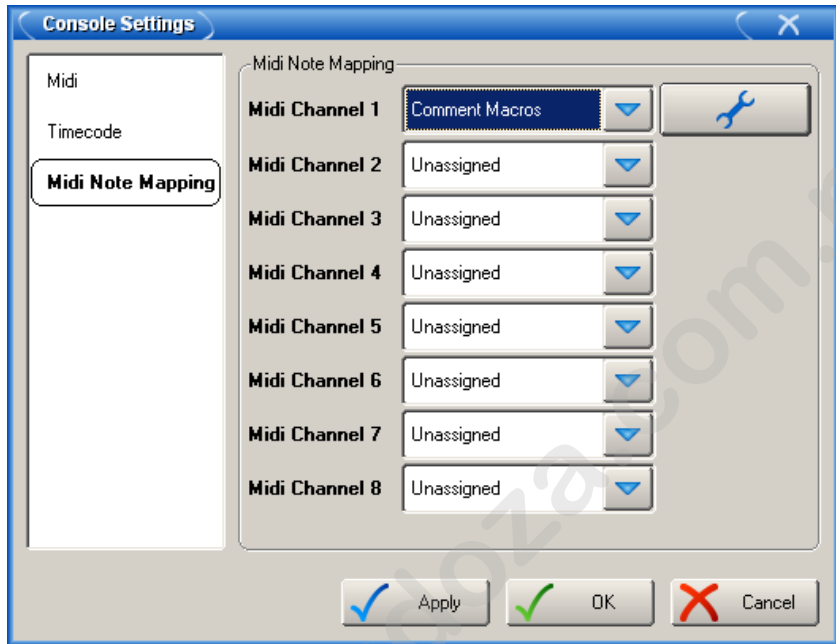 Console Settings
Midi
Timecode
Midi Note Mapping
Midi Note Mapping
Midi Channel 1 Comment Macros
Midi Channel 2 Unassigned
Midi Channel 3 Unassigned
Midi Channel 4 Unassigned
Midi Channel 5 Unassigned
Midi Channel 6 Unassigned
Midi Channel 7 Unassigned
Midi Channel 8 Unassigned
Apply OK Cancel